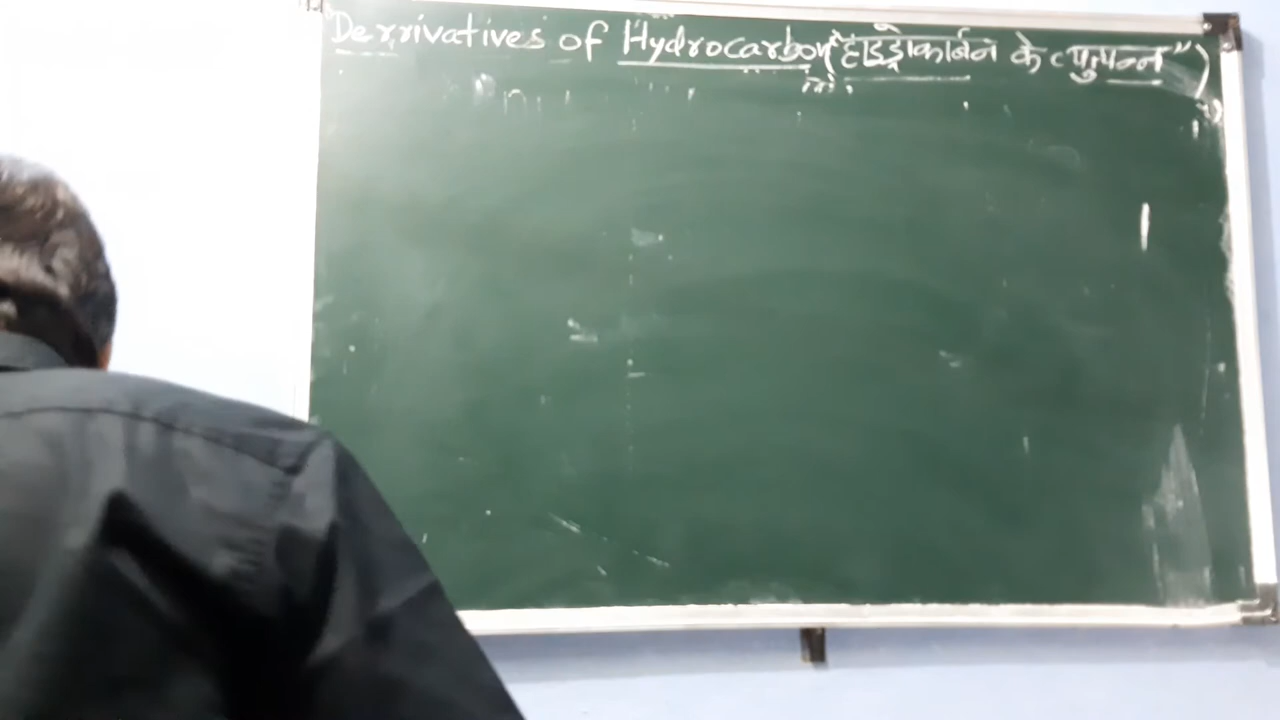 Derrivatives of Hydrocarbon ("हाइड्रोकार्बन के व्युत्पन्न")